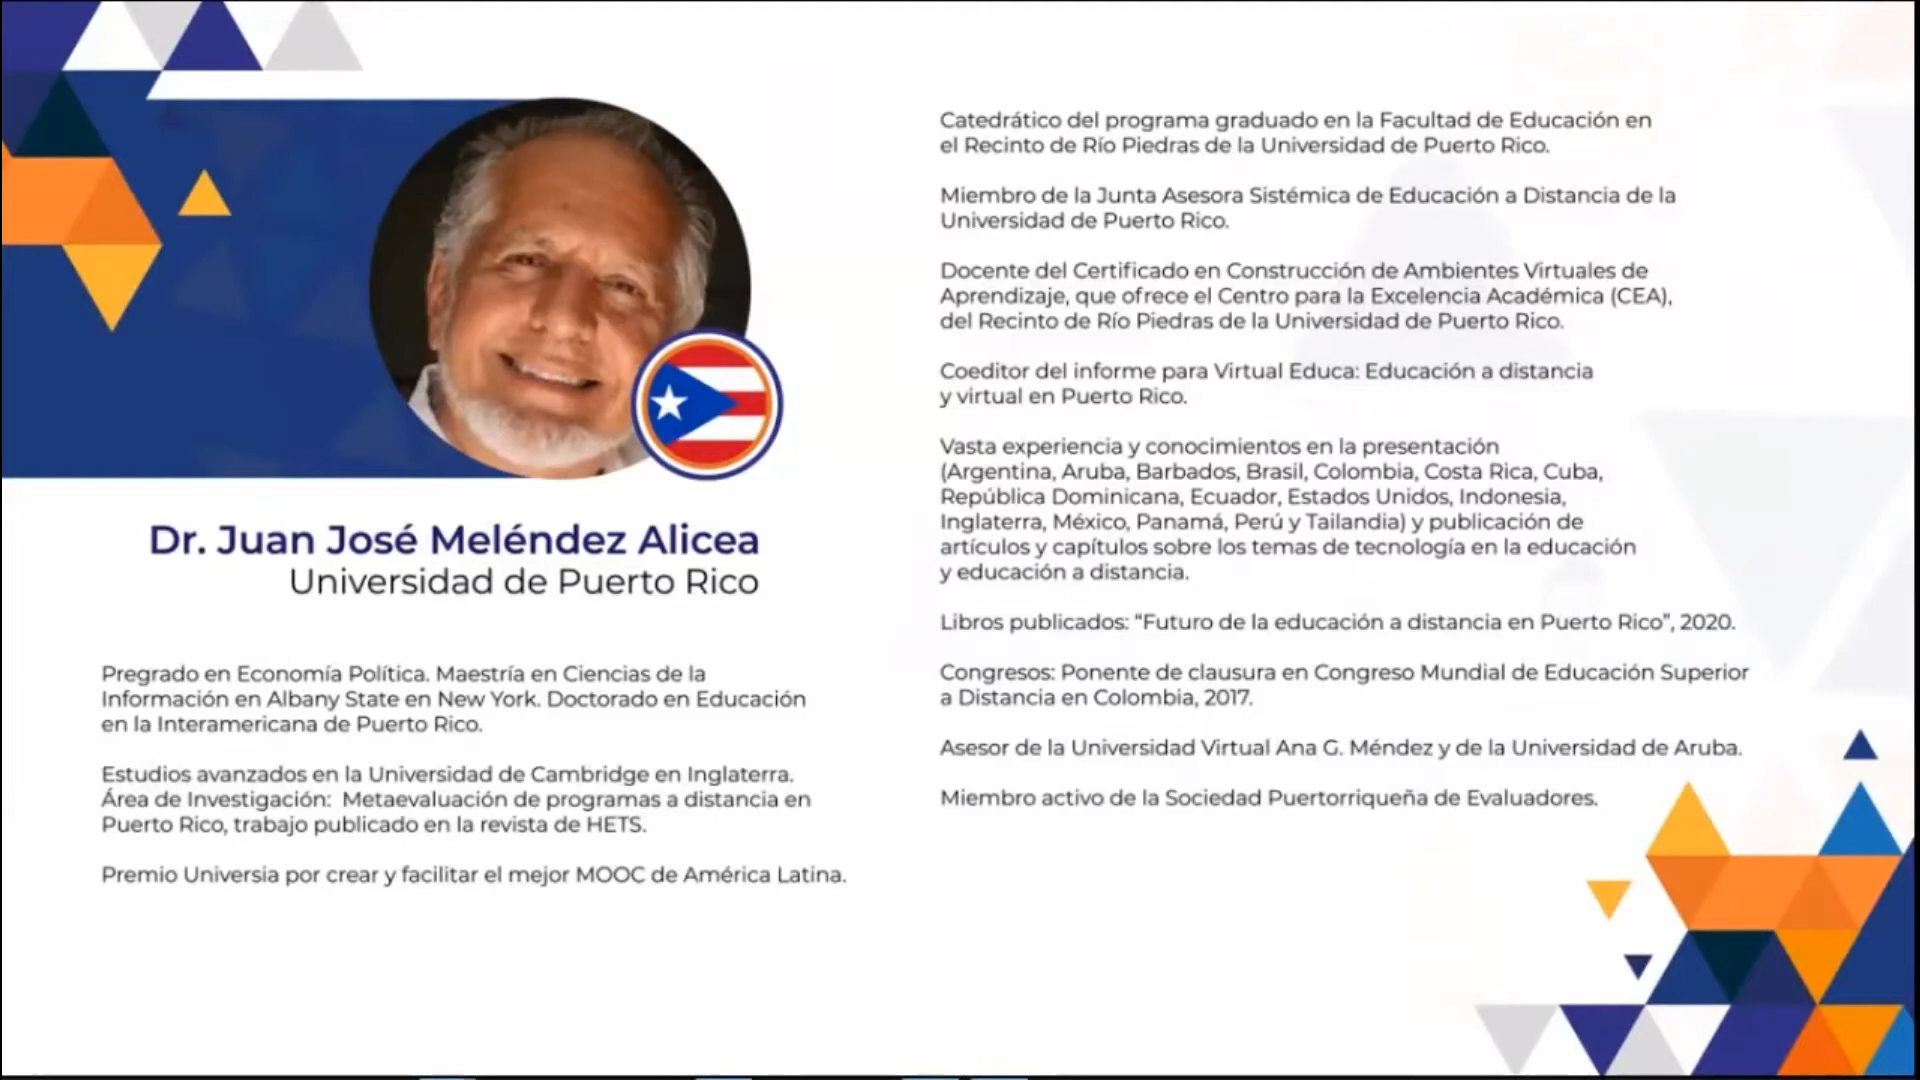 Dr. Juan José Meléndez Alicea
Universidad de Puerto Rico
Pregrado en Economía Política. Maestría en Ciencias de la
Información en Albany State en New York. Doctorado en Educación
en la Interamericana de Puerto Rico.
Estudios avanzados en la Universidad de Cambridge en Inglaterra.
Área de Investigación: Metaevaluación de programas a distancia en
Puerto Rico, trabajo publicado en la revista de HETS.
Premio Universia por crear y facilitar el mejor MOOC de América Latina.
Catedrático del programa graduado en la Facultad de Educación en
el Recinto de Río Piedras de la Universidad de Puerto Rico.
Miembro de la Junta Asesora Sistémica de Educación a Distancia de la
Universidad de Puerto Rico.
Docente del Certificado en Construcción de Ambientes Virtuales de
Aprendizaje, que ofrece el Centro para la Excelencia Académica (CEA),
del Recinto de Río Piedras de la Universidad de Puerto Rico.
Coeditor del informe para Virtual Educa: Educación a distancia
y virtual en Puerto Rico.
Vasta experiencia y conocimientos en la presentación
(Argentina, Aruba, Barbados, Brasil, Colombia, Costa Rica, Cuba,
República Dominicana, Ecuador, Estados Unidos, Indonesia,
Inglaterra, México, Panamá, Perú y Tailandia) y publicación de
artículos y capítulos sobre los temas de tecnología en la educación
y educación a distancia.
Libros publicados: “Futuro de la educación a distancia en Puerto Rico”, 2020.
Congresos: Ponente de clausura en Congreso Mundial de Educación Superior
a Distancia en Colombia, 2017.
Asesor de la Universidad Virtual Ana G. Méndez y de la Universidad de Aruba.
Miembro activo de la Sociedad Puertorriqueña de Evaluadores.